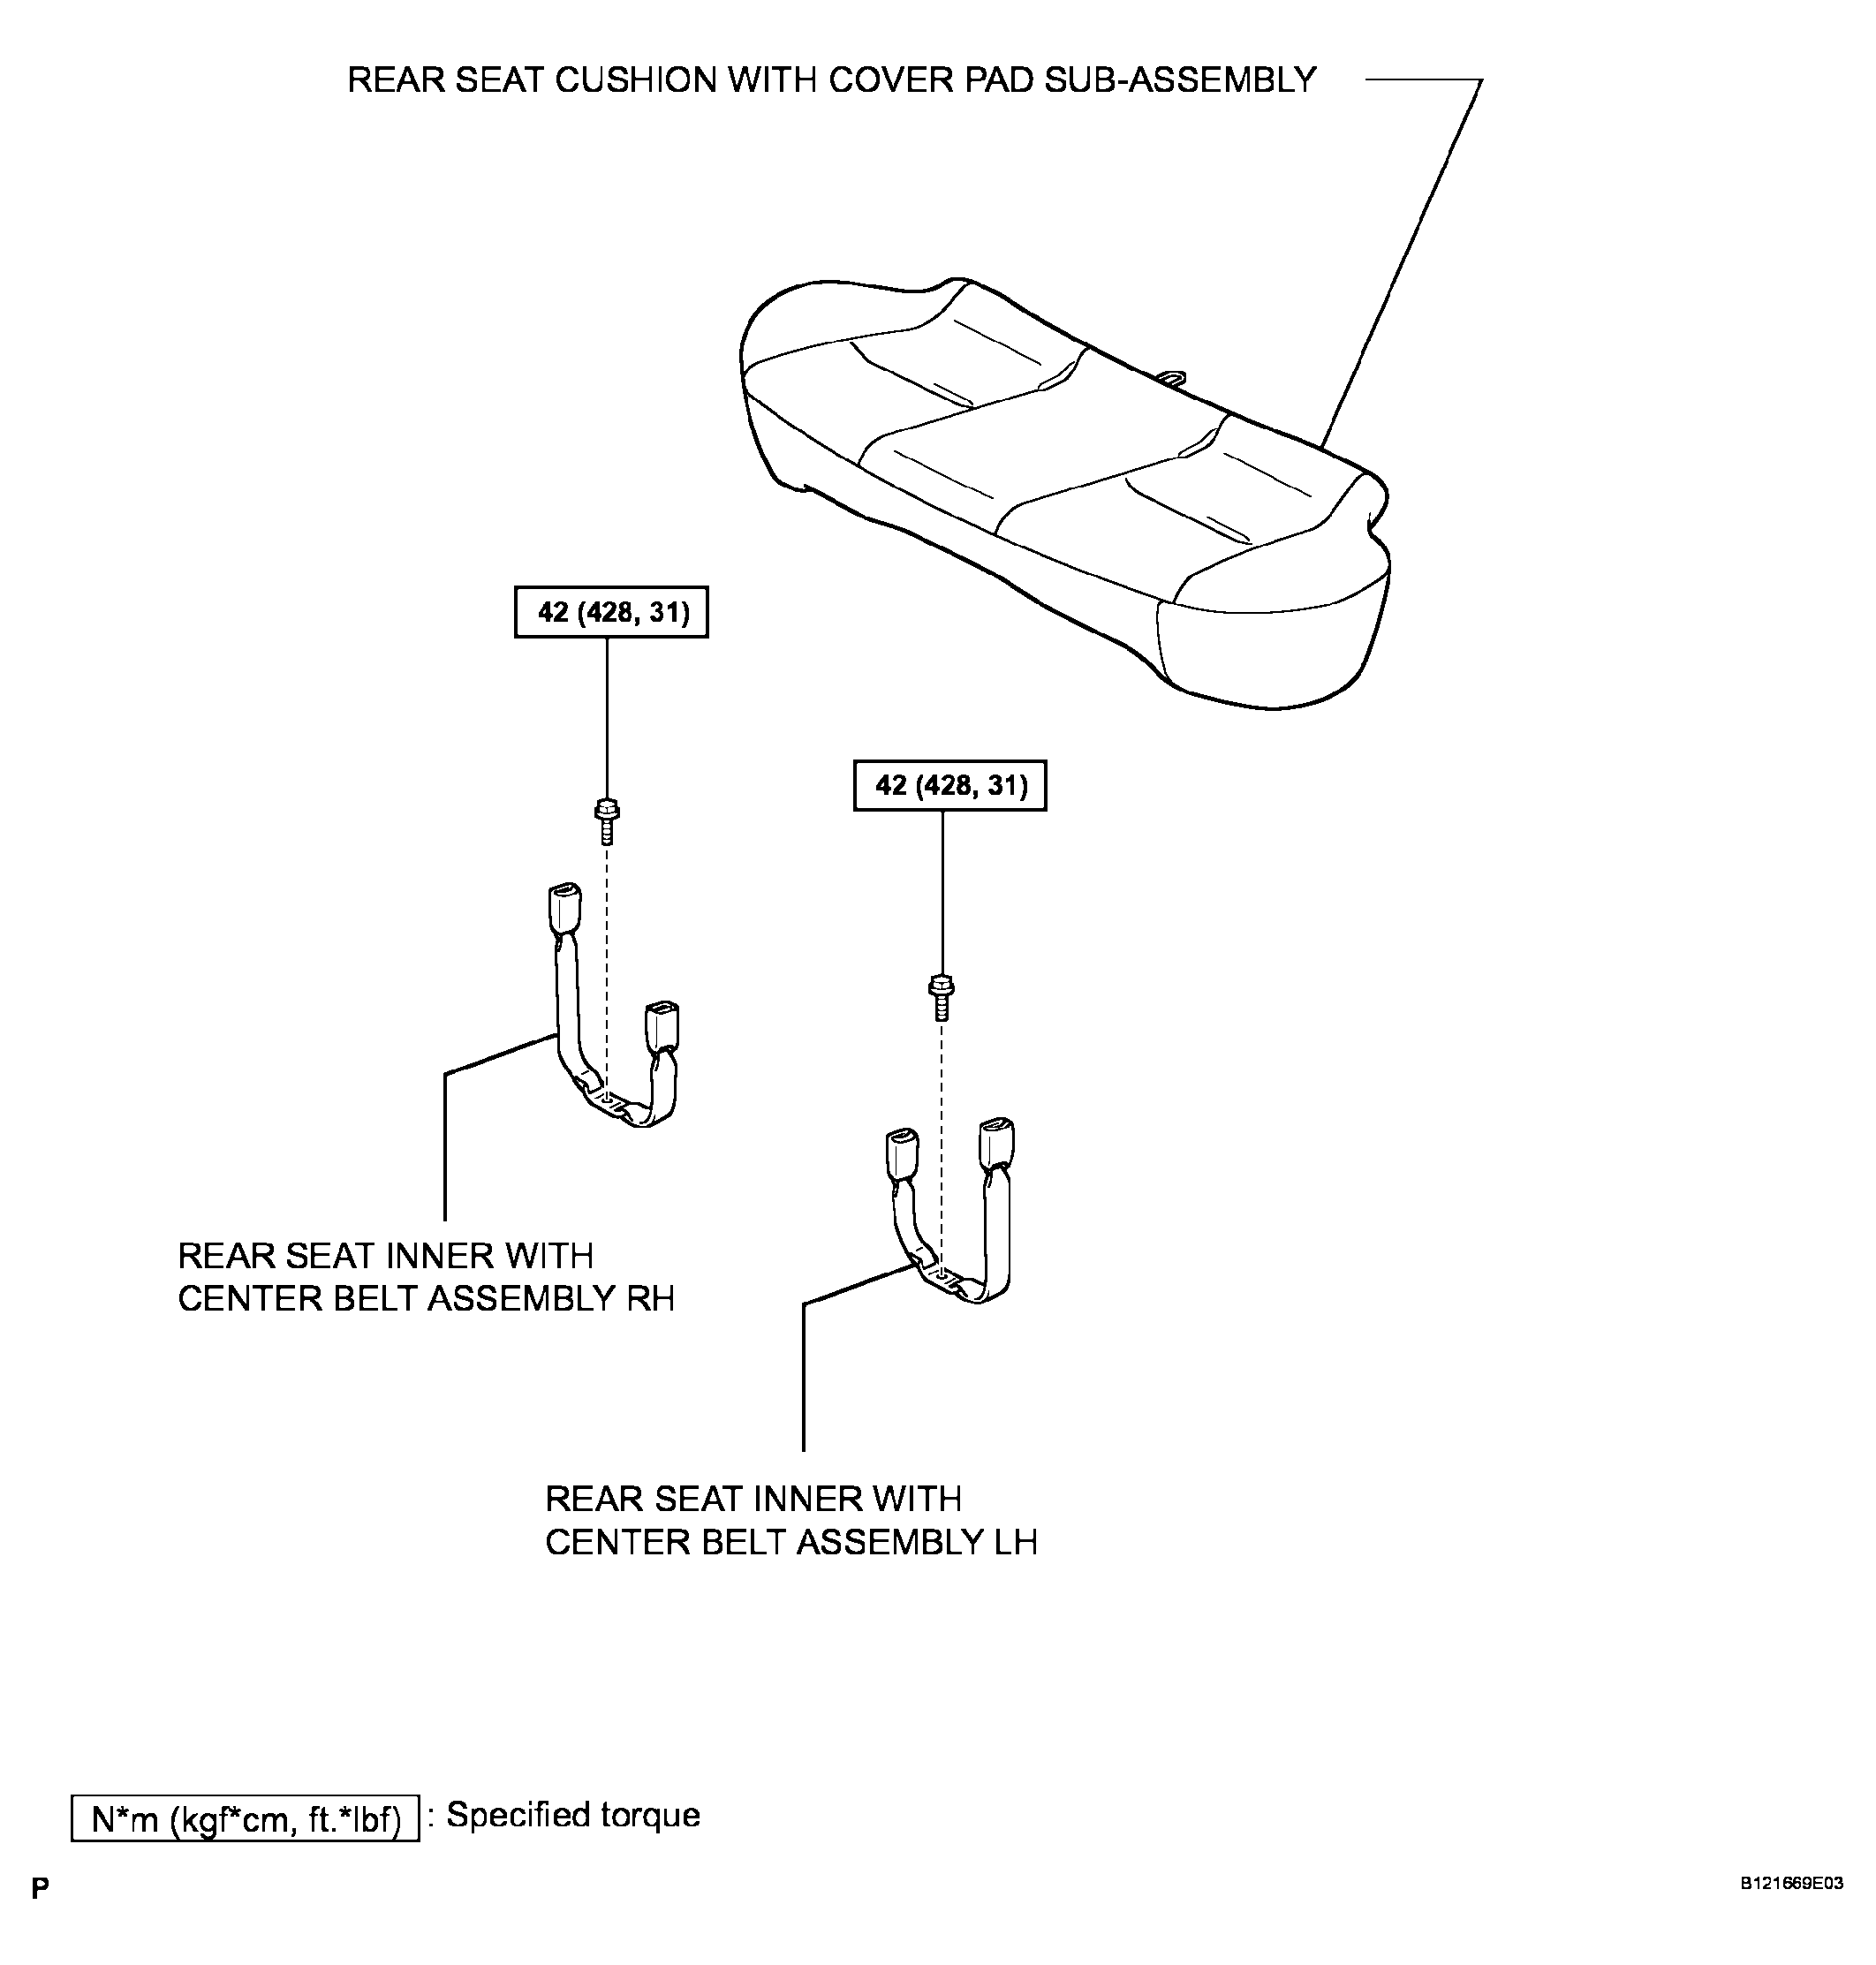 REAR SEAT CUSHION WITH COVER PAD SUB-ASSEMBLY
42 (428, 31)
42 (428, 31)
REAR SEAT INNER WITH
CENTER BELT ASSEMBLY RH
REAR SEAT INNER WITH
CENTER BELT ASSEMBLY LH
N*m (kgf*cm, ft.*lbf) : Specified torque
P
B121669E03